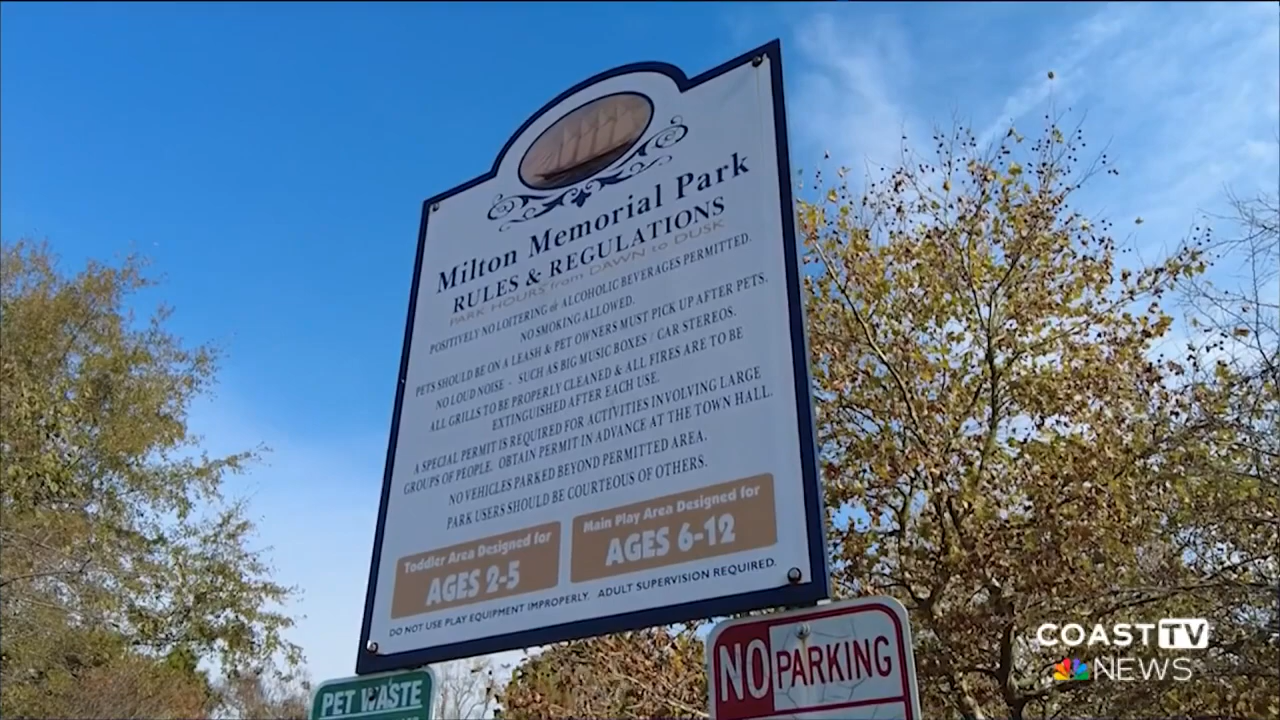 Milton Memorial Park
RULES & REGULATIONS
PARK HOURS from DAWN to DUSK
POSITIVELY NO LOITERING or ALCOHOLIC BEVERAGES PERMITTED.
NO SMOKING ALLOWED.
PETS SHOULD BE ON A LEASH & PET OWNERS MUST PICK UP AFTER PETS.
NO LOUD NOISE - SUCH AS BIG MUSIC BOXES / CAR STEREOS.
ALL GRILLS TO BE PROPERLY CLEANED & ALL FIRES ARE TO BE
EXTINGUISHED AFTER EACH USE.
A SPECIAL PERMIT IS REQUIRED FOR ACTIVITIES INVOLVING LARGE
GROUPS OF PEOPLE. OBTAIN PERMIT IN ADVANCE AT THE TOWN HALL.
NO VEHICLES PARKED BEYOND PERMITTED AREA.
PARK USERS SHOULD BE COURTEOUS OF OTHERS.
Toddler Area Designed for
AGES 2-5
Main Play Area Designed for
AGES 6-12
DO NOT USE PLAY EQUIPMENT IMPROPERLY. ADULT SUPERVISION REQUIRED.
PET WASTE
NO PARKING
COAST TV
NEWS